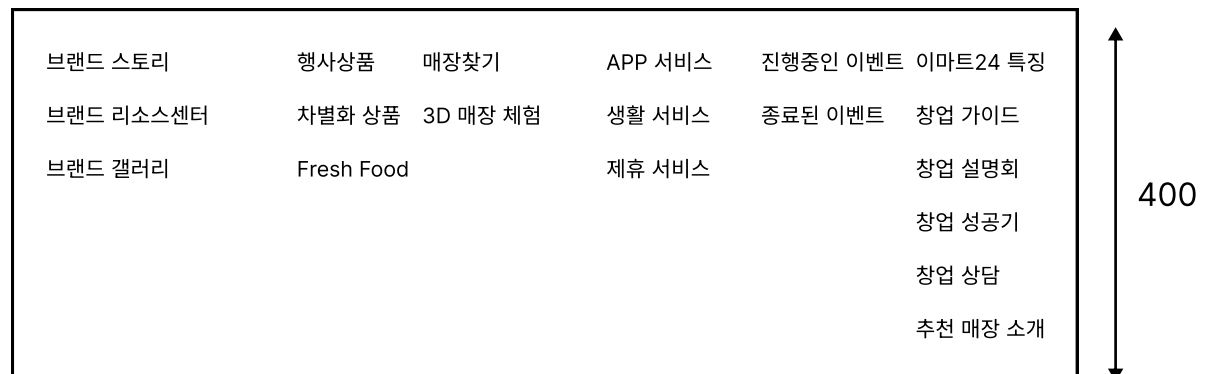 브랜드 스토리 행사상품 매장찾기 APP 서비스 진행중인 이벤트 이마트24 특징
브랜드 리소스센터 차별화 상품 3D 매장 체험 생활 서비스 종료된 이벤트 창업 가이드
브랜드 갤러리 Fresh Food 제휴 서비스 창업 설명회
400
창업 성공기
창업 상담
추천 매장 소개